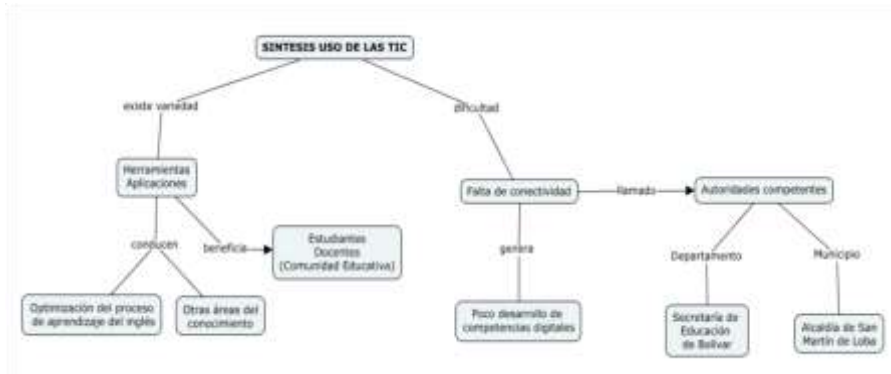 SINTESIS USO DE LAS TIC
existe variedad
dificultad
Herramientas
Aplicaciones
Falta de conectividad
llamado
Autoridades competentes
conducen
beneficia
Estudiantes
Docentes
(Comunidad Educativa)
genera
Departamento
Municipio
Optimización del proceso
de aprendizaje del inglés
Otras áreas del
conocimiento
Poco desarrollo de
competencias digitales
Secretaría de
Educación
de Bolívar
Alcaldía de San
Martín de Loba